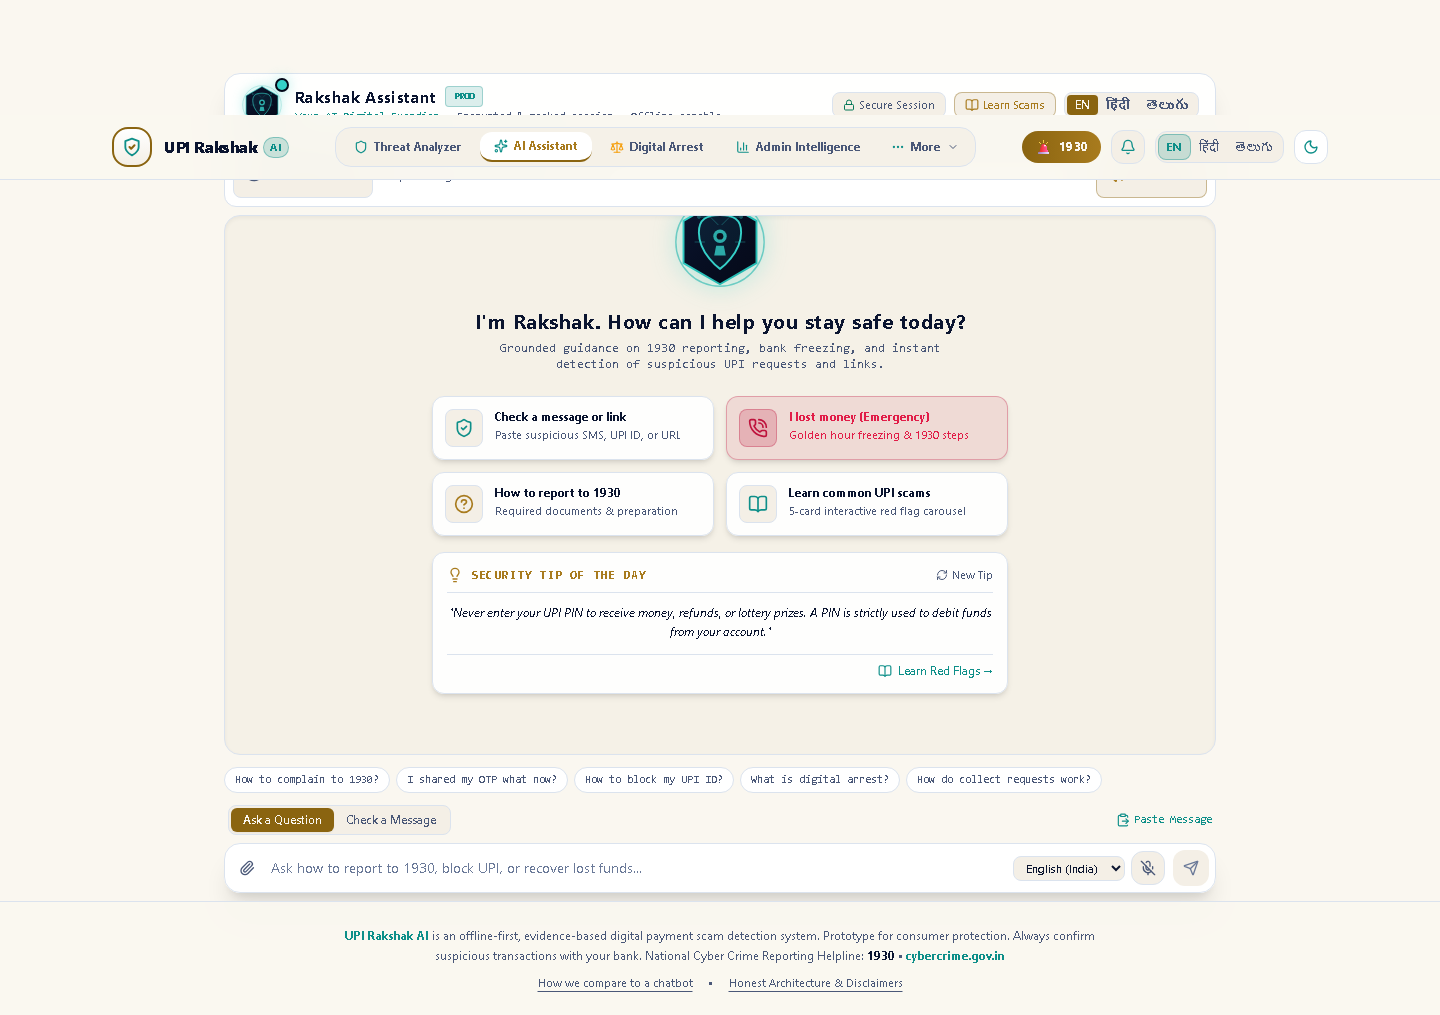 Rakshak Assistant PROD
Secure Session Learn Scams EN हिंदी తెలుగు
UPI Rakshak AI Threat Analyzer AI Assistant Digital Arrest Admin Intelligence More 1930 EN हिंदी తెలుగు
I'm Rakshak. How can I help you stay safe today?
Grounded guidance on 1930 reporting, bank freezing, and instant
detection of suspicious UPI requests and links.
Check a message or link
Paste suspicious SMS, UPI ID, or URL
I lost money (Emergency)
Golden hour freezing & 1930 steps
How to report to 1930
Required documents & preparation
Learn common UPI scams
5-card interactive red flag carousel
SECURITY TIP OF THE DAY New Tip
"Never enter your UPI PIN to receive money, refunds, or lottery prizes. A PIN is strictly used to debit funds
from your account."
Learn Red Flags →
How to complain to 1930? I shared my OTP what now? How to block my UPI ID? What is digital arrest? How do collect requests work?
Ask a Question Check a Message Paste Message
Ask how to report to 1930, block UPI, or recover lost funds... English (India)
UPI Rakshak AI is an offline-first, evidence-based digital payment scam detection system. Prototype for consumer protection. Always confirm
suspicious transactions with your bank. National Cyber Crime Reporting Helpline: 1930 • cybercrime.gov.in
How we compare to a chatbot • Honest Architecture & Disclaimers